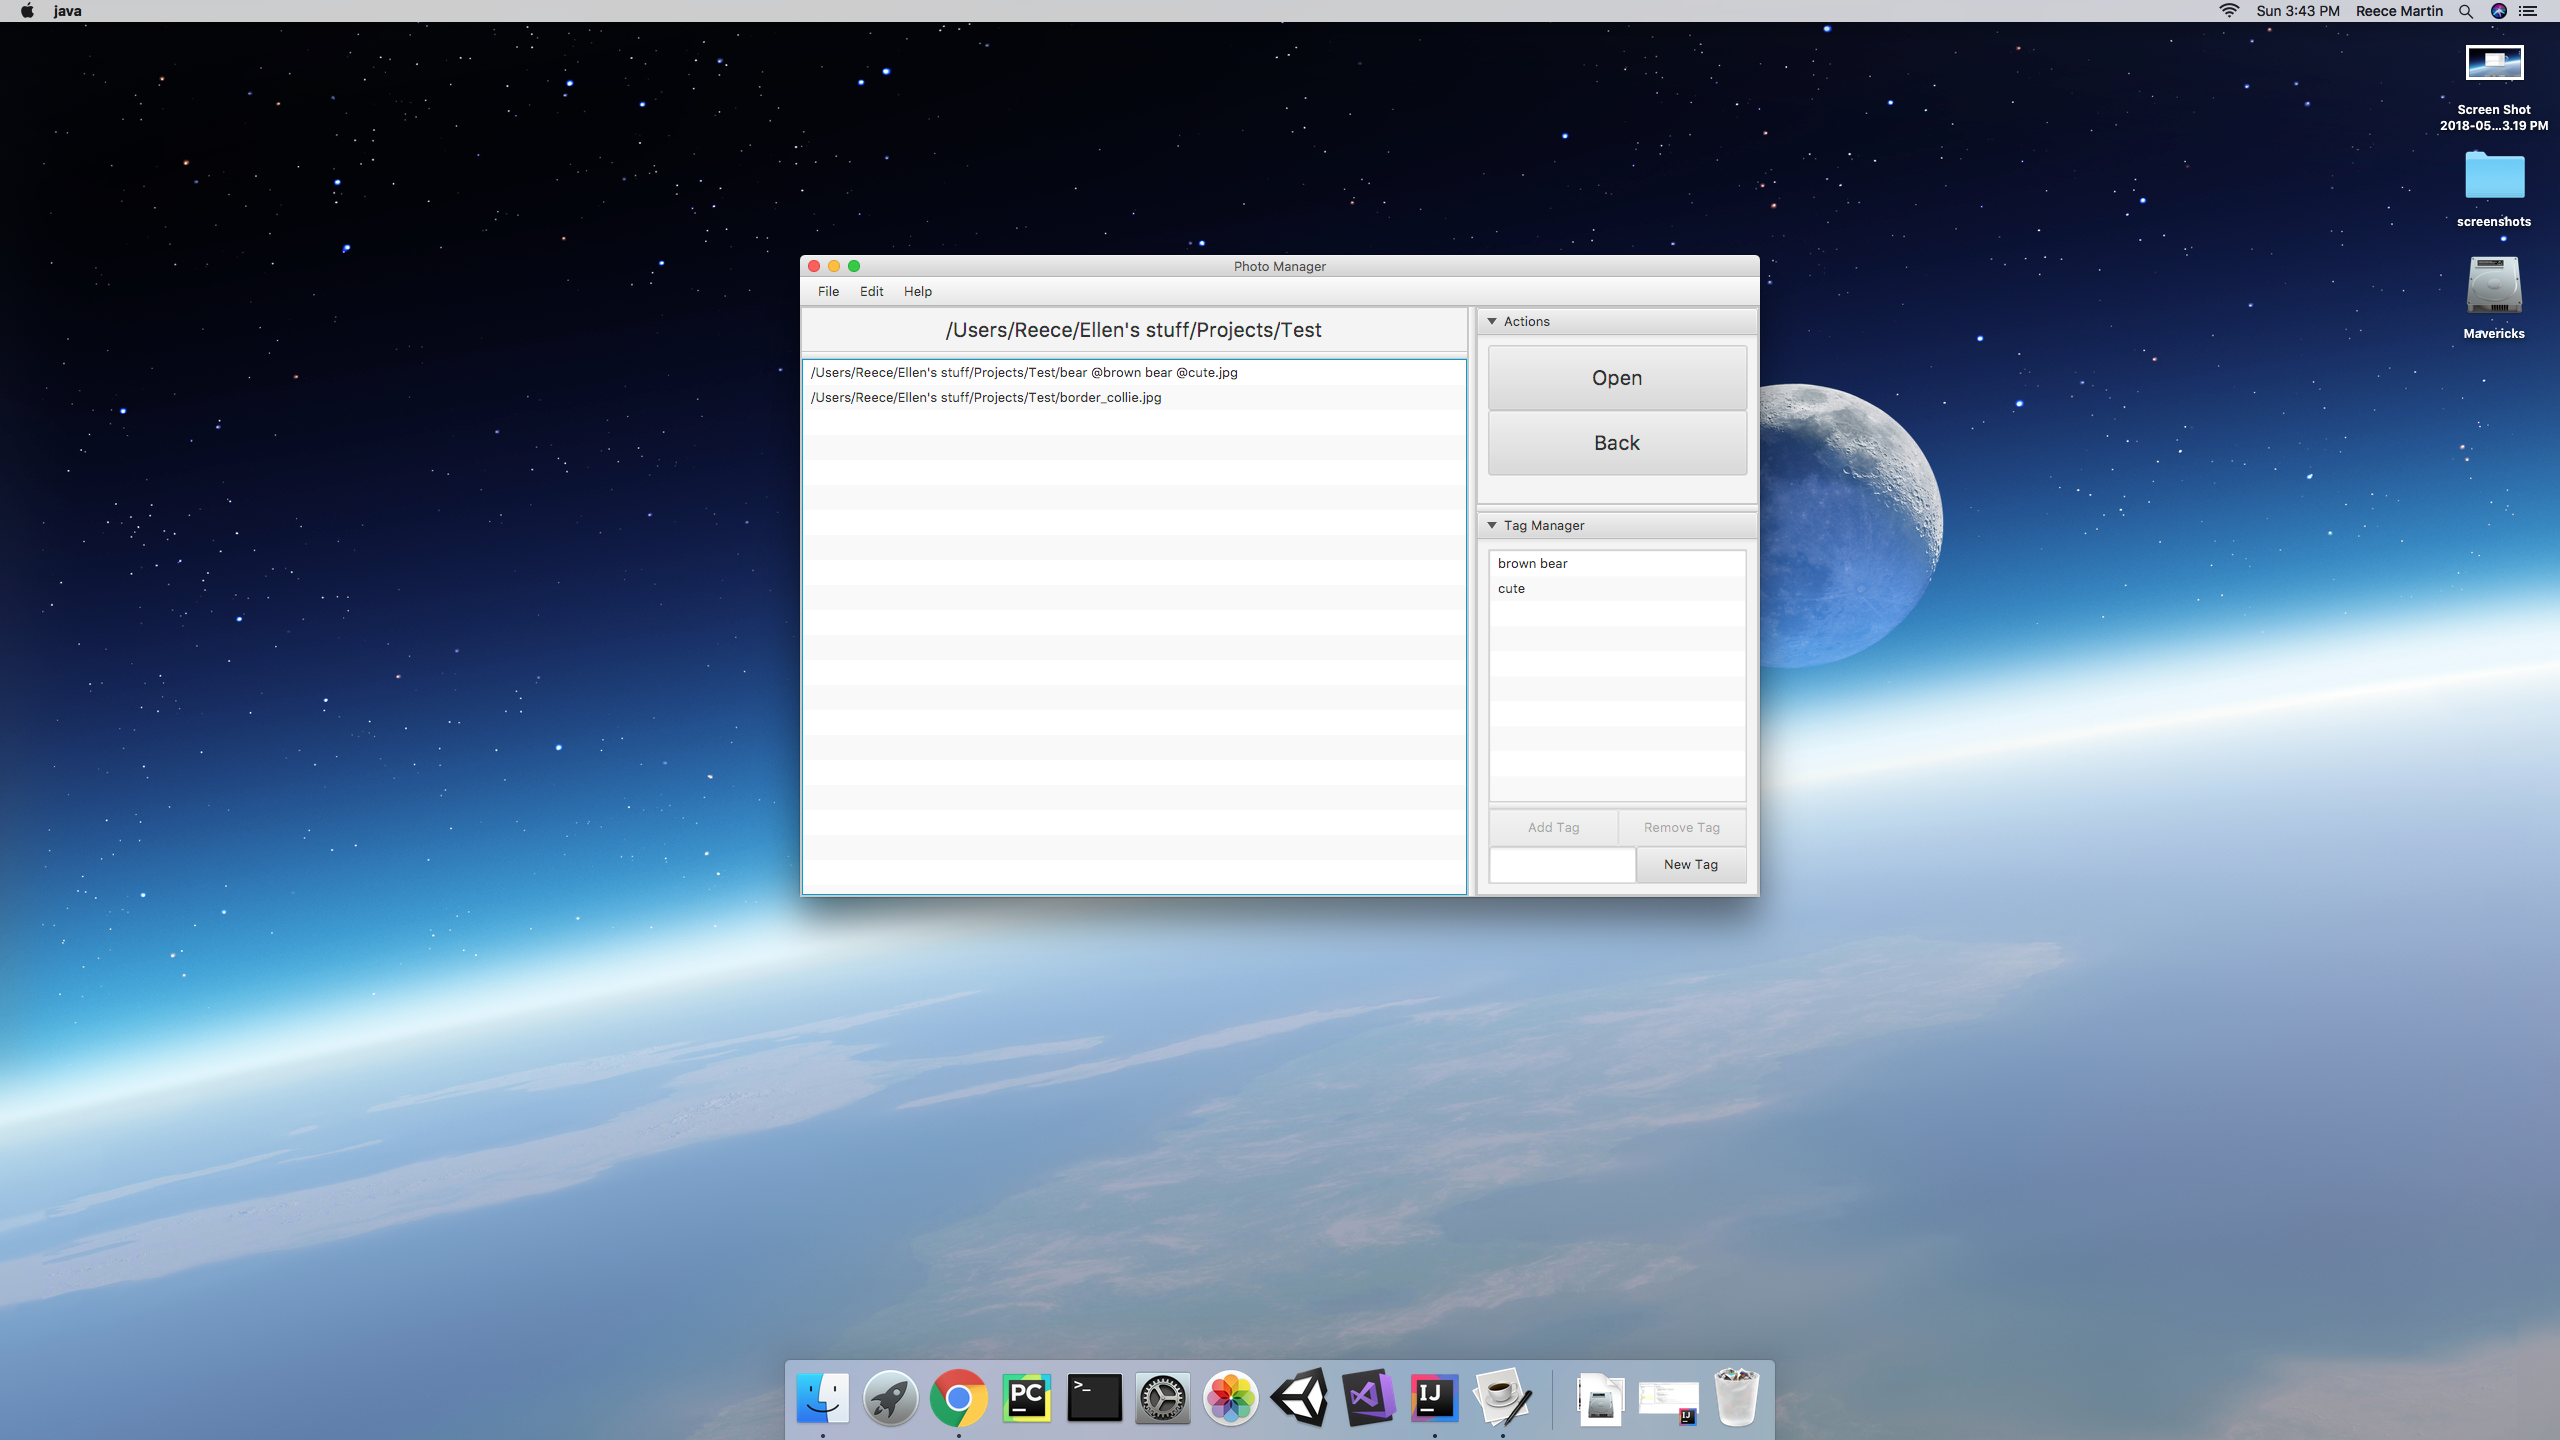 java
Sun 3:43 PM Reece Martin
Screen Shot
2018-05...3.19 PM
screenshots
Mavericks
Photo Manager
File Edit Help
/Users/Reece/Ellen's stuff/Projects/Test
/Users/Reece/Ellen's stuff/Projects/Test/bear @brown bear @cute.jpg
/Users/Reece/Ellen's stuff/Projects/Test/border_collie.jpg
Actions
Open
Back
Tag Manager
brown bear
cute
Add Tag Remove Tag
New Tag
PC
>_
IJ
IJ